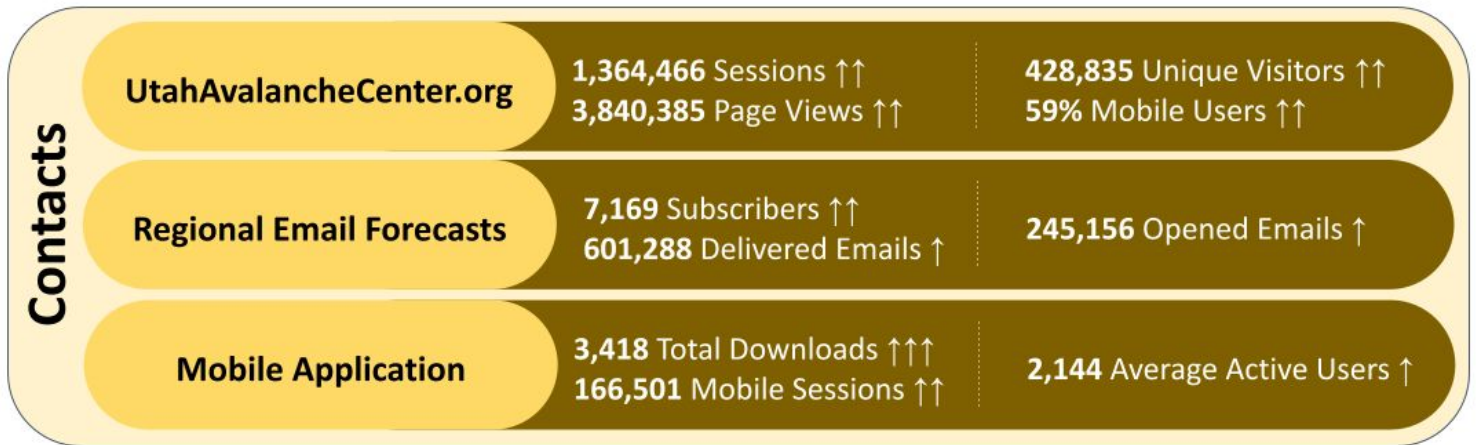 Contacts
UtahAvalancheCenter.org
1,364,466 Sessions ↑↑
3,840,385 Page Views ↑↑
428,835 Unique Visitors ↑↑
59% Mobile Users ↑↑
Regional Email Forecasts
7,169 Subscribers ↑↑
601,288 Delivered Emails ↑
245,156 Opened Emails ↑
Mobile Application
3,418 Total Downloads ↑↑↑
166,501 Mobile Sessions ↑↑
2,144 Average Active Users ↑